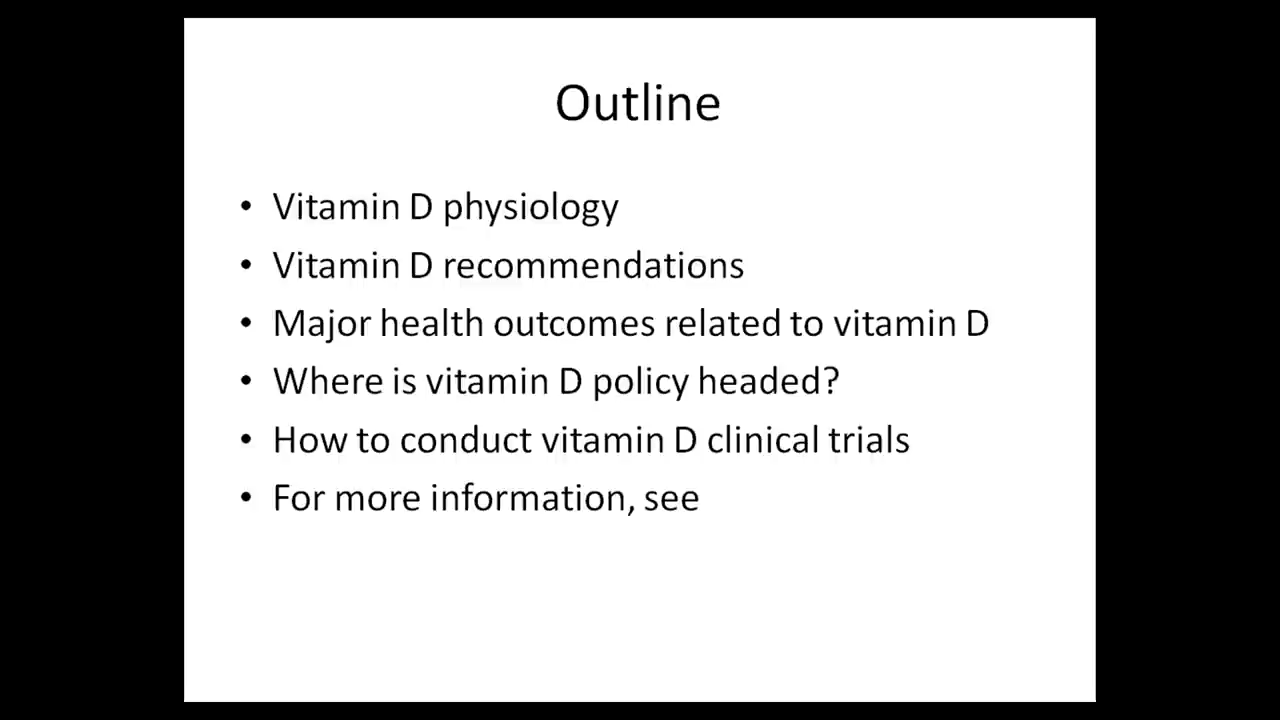 Outline
• Vitamin D physiology
• Vitamin D recommendations
• Major health outcomes related to vitamin D
• Where is vitamin D policy headed?
• How to conduct vitamin D clinical trials
• For more information, see